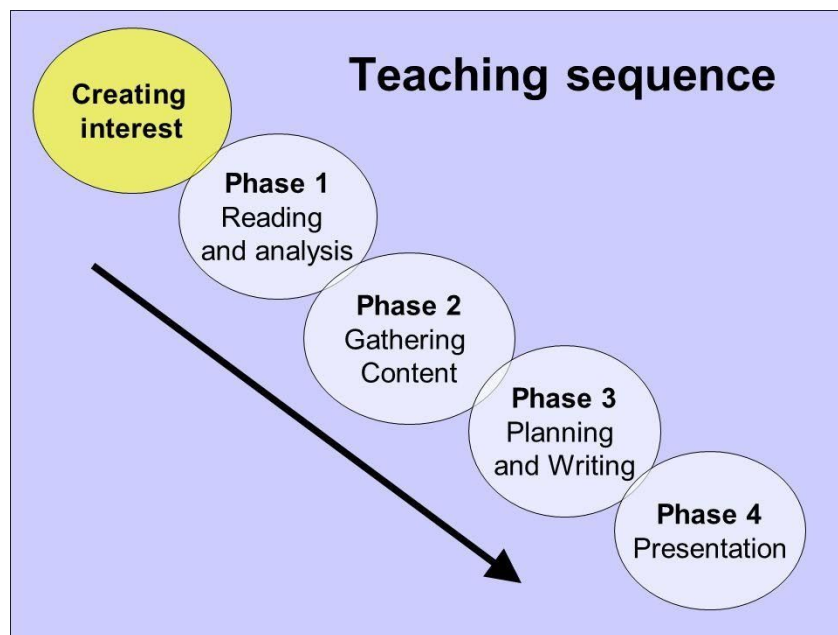 Teaching sequence
Creating
interest
Phase 1
Reading
and analysis
Phase 2
Gathering
Content
Phase 3
Planning
and Writing
Phase 4
Presentation